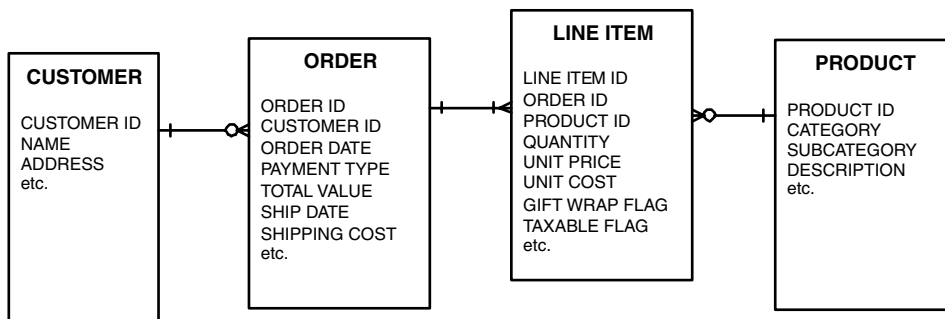 CUSTOMER
CUSTOMER ID
NAME
ADDRESS
etc.
ORDER
ORDER ID
CUSTOMER ID
ORDER DATE
PAYMENT TYPE
TOTAL VALUE
SHIP DATE
SHIPPING COST
etc.
LINE ITEM
LINE ITEM ID
ORDER ID
PRODUCT ID
QUANTITY
UNIT PRICE
UNIT COST
GIFT WRAP FLAG
TAXABLE FLAG
etc.
PRODUCT
PRODUCT ID
CATEGORY
SUBCATEGORY
DESCRIPTION
etc.